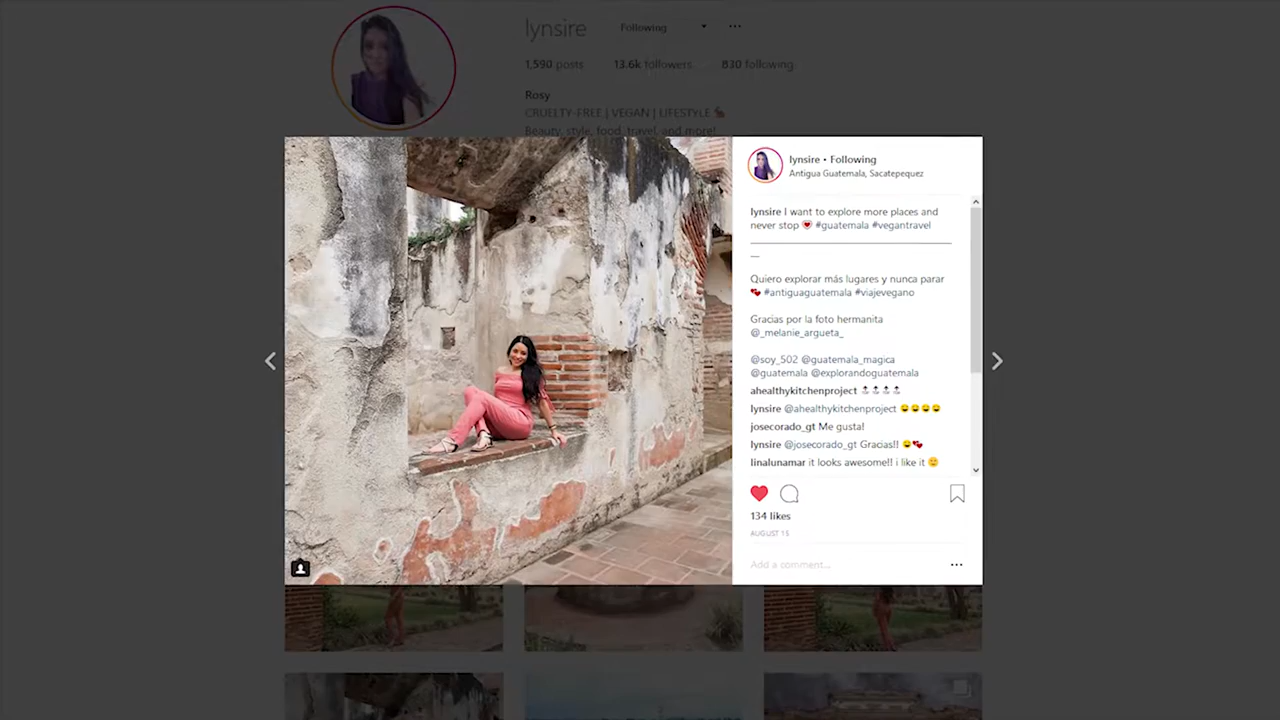 lynsire Following
1,590 posts 13.6k followers 830 following
Rosy
CRUELTY-FREE | VEGAN | LIFESTYLE
Beauty, style, food, travel, and more!
lynsire • Following
Antigua Guatemala, Sacatepequez
lynsire I want to explore more places and
never stop #guatemala #vegantravel
Quiero explorar más lugares y nunca parar
#antiguaguatemala #viajevegano
Gracias por la foto hermanita
@_melanie_argueta_
@soy_502 @guatemala_magica
@guatemala @explorandoguatemala
ahealthykitchenproject
lynsire @ahealthykitchenproject
josecorado_gt Me gusta!
lynsire @josecorado_gt Gracias!!
linalunamar it looks awesome!! i like it
134 likes
AUGUST 15
Add a comment...